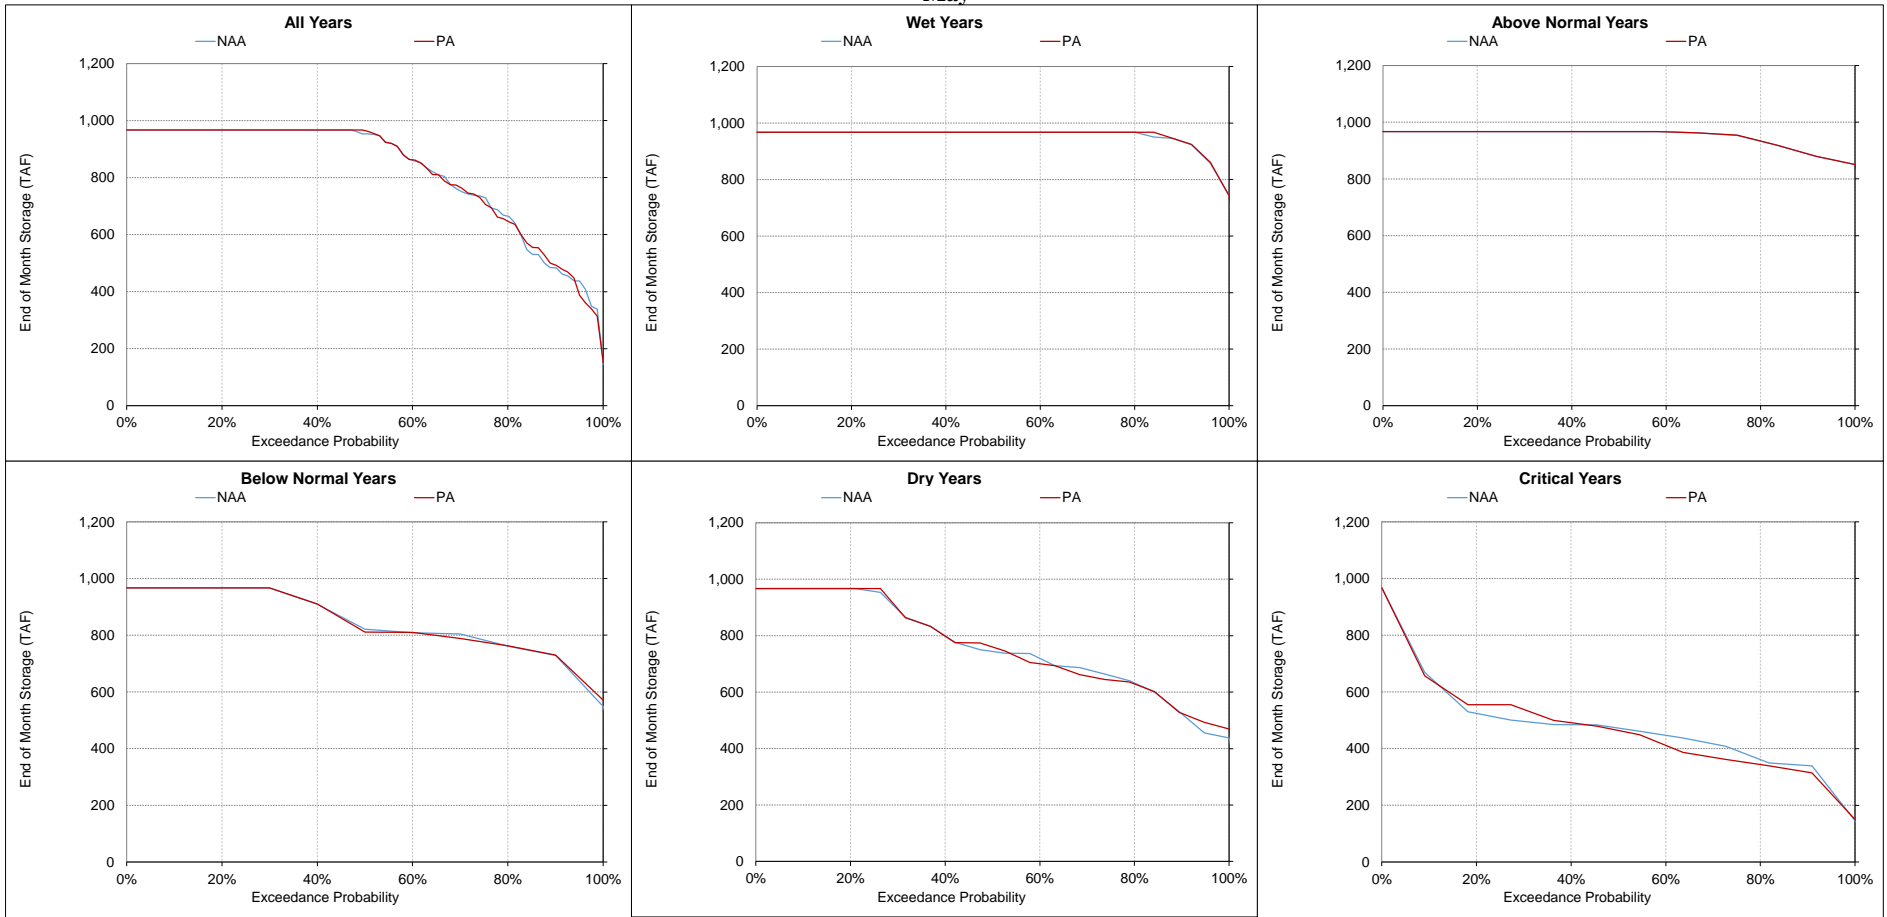 May
All Years
NAA PA
End of Month Storage (TAF)
1,200
1,000
800
600
400
200
0
0% 20% 40% 60% 80% 100%
Exceedance Probability
Wet Years
NAA PA
End of Month Storage (TAF)
1,200
1,000
800
600
400
200
0
0% 20% 40% 60% 80% 100%
Exceedance Probability
Above Normal Years
NAA PA
End of Month Storage (TAF)
1,200
1,000
800
600
400
200
0
0% 20% 40% 60% 80% 100%
Exceedance Probability
Below Normal Years
NAA PA
End of Month Storage (TAF)
1,200
1,000
800
600
400
200
0
0% 20% 40% 60% 80% 100%
Exceedance Probability
Dry Years
NAA PA
End of Month Storage (TAF)
1,200
1,000
800
600
400
200
0
0% 20% 40% 60% 80% 100%
Exceedance Probability
Critical Years
NAA PA
End of Month Storage (TAF)
1,200
1,000
800
600
400
200
0
0% 20% 40% 60% 80% 100%
Exceedance Probability